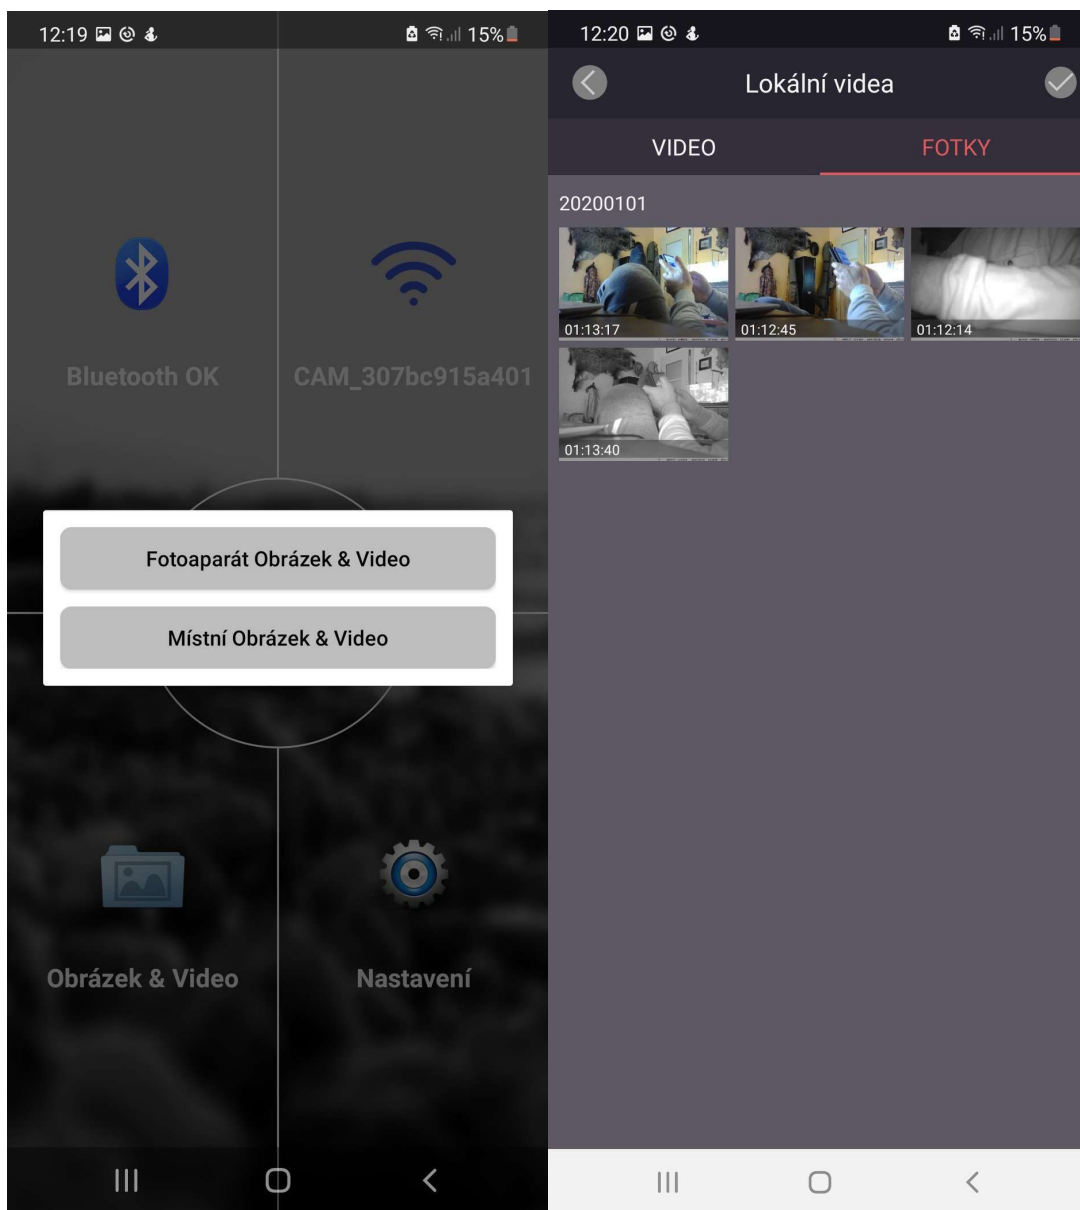 12:19
15%
Bluetooth OK
CAM_307bc915a401
Fotoaparát Obrázek & Video
Místní Obrázek & Video
Obrázek & Video
Nastavení
12:20
15%
Lokální videa
VIDEO
FOTKY
20200101
01:13:17
01:12:45
01:12:14
01:13:40